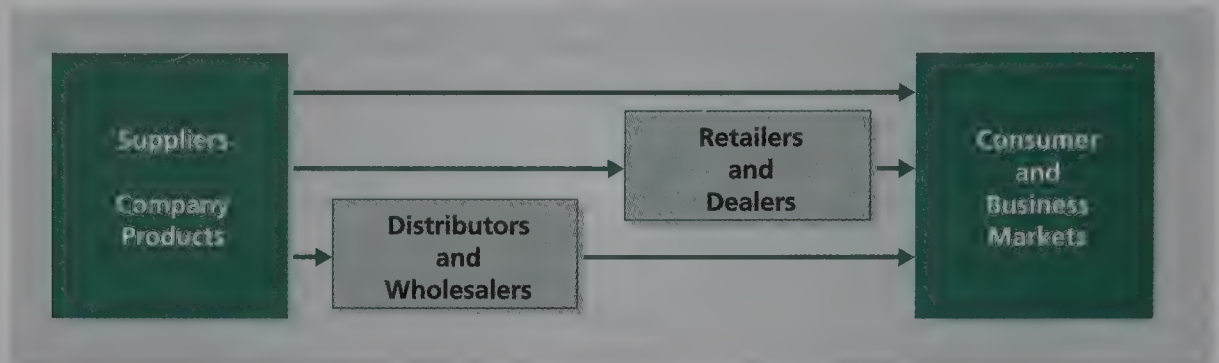 Suppliers
Company
Products
Retailers
and
Dealers
Distributors
and
Wholesalers
Consumer
and
Business
Markets